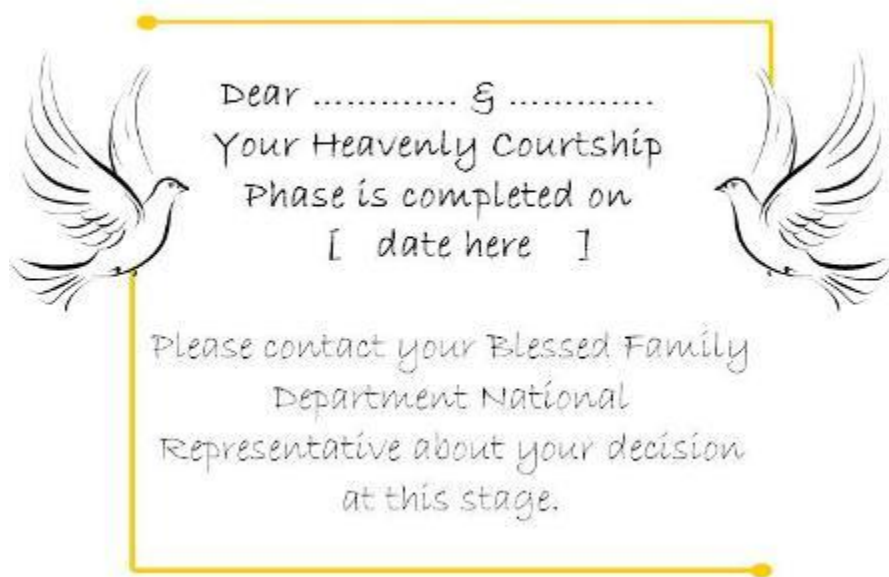 Dear ............. & .............
Your Heavenly Courtship
Phase is completed on
[ date here ]
Please contact your Blessed Family
Department National
Representative about your decision
at this stage.